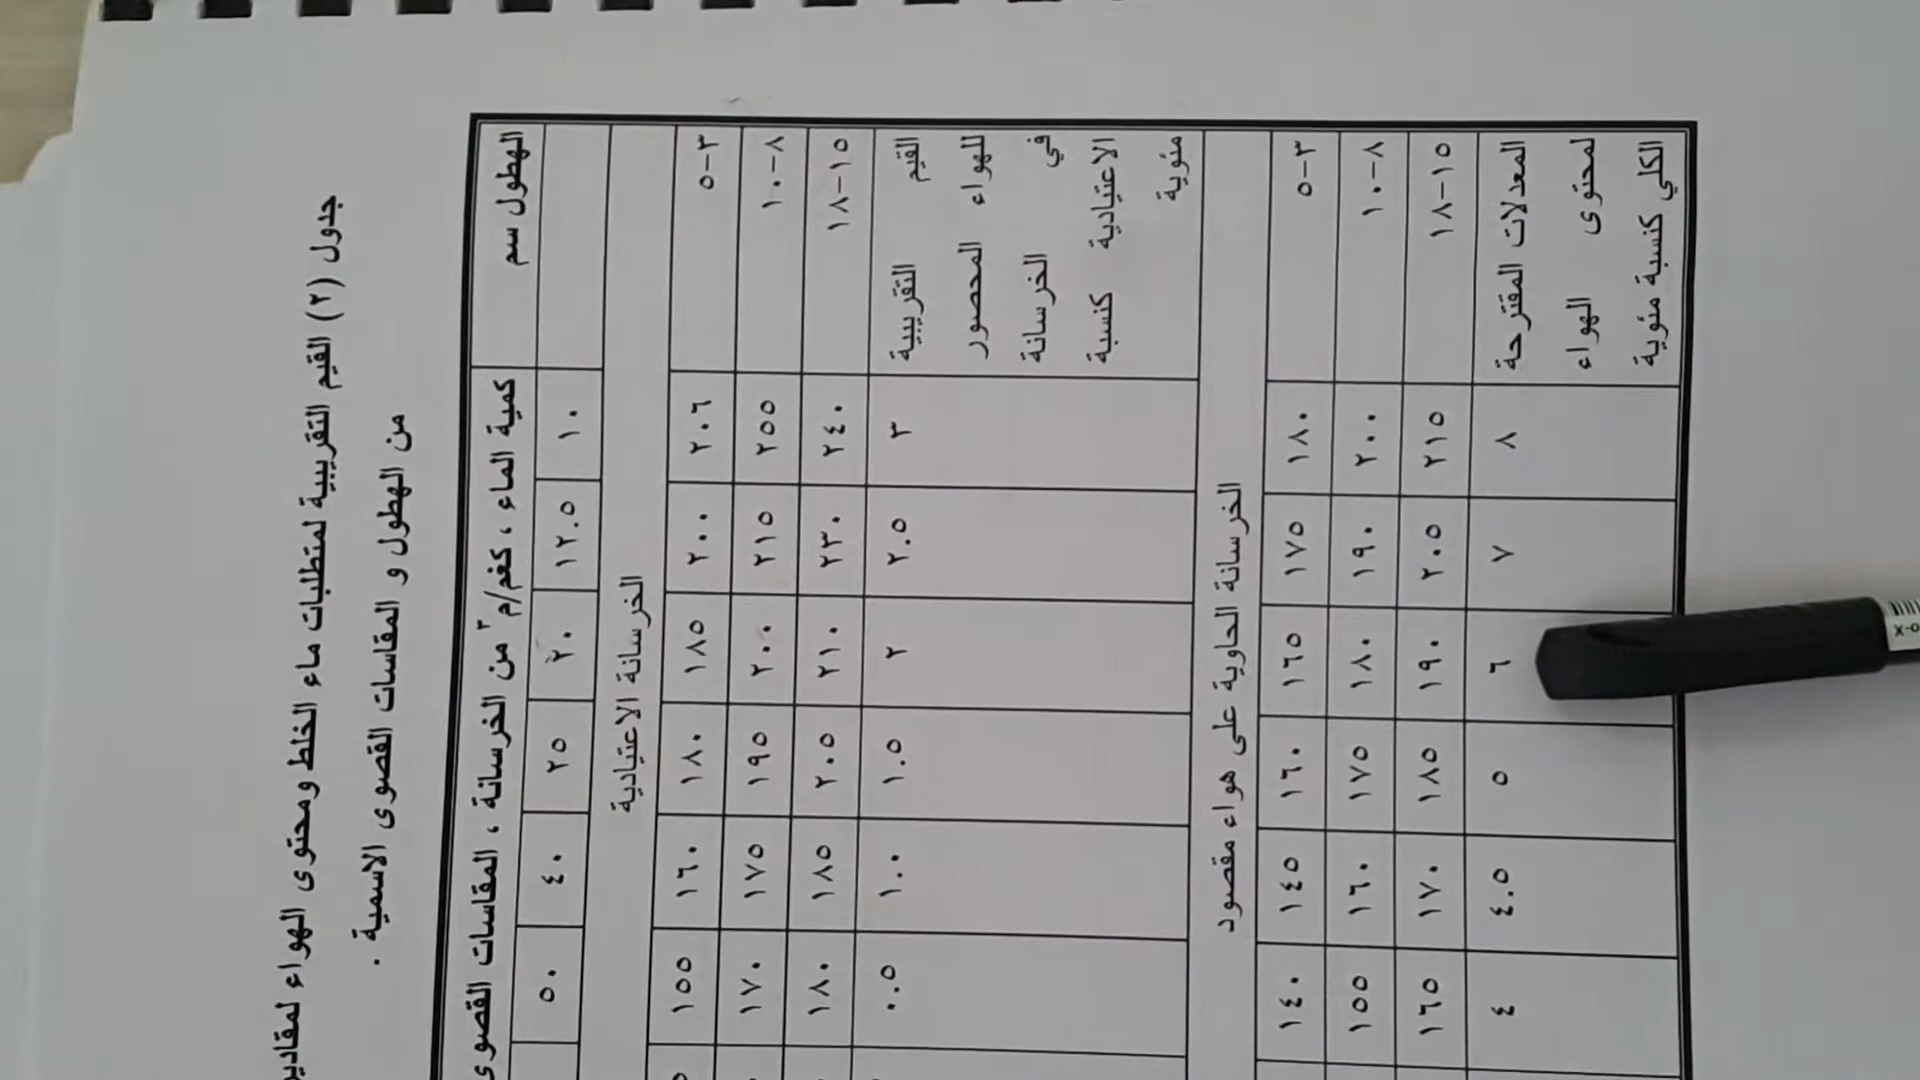 جدول (٢) القيم التقريبية لمتطلبات ماء الخلط ومحتوى الهواء
من الهطول و المقاسات القصوى الاسمية .
الهطول سم كمية الماء ، كغم/م٣ من الخرسانة ، المقاسات القصوى
١٠ ١٢.٥ ٢٠ ٢٥ ٤٠ ٥٠
الخرسانة الاعتيادية
٣-٥ ٢٠٦ ٢٠٠ ١٨٥ ١٨٠ ١٦٠ ١٥٥
٨-١٠ ٢٥٥ ٢١٥ ٢٠٠ ١٩٥ ١٧٥ ١٧٠
١٥-١٨ ٢٤٠ ٢٣٠ ٢١٠ ٢٠٥ ١٨٥ ١٨٠
القيم التقريبية ٣ ٢.٥ ٢ ١.٥ ١.٠ ٠.٥
للهواء المحصور
في الخرسانة
الاعتيادية كنسبة
مئوية
الخرسانة الحاوية على هواء مقصود
٣-٥ ١٨٠ ١٧٥ ١٦٥ ١٦٠ ١٤٥ ١٤٠
٨-١٠ ٢٠٠ ١٩٠ ١٨٠ ١٧٥ ١٦٠ ١٥٥
١٥-١٨ ٢١٥ ٢٠٥ ١٩٠ ١٨٥ ١٧٠ ١٦٥
المعدلات المقترحة ٨ ٧ ٦ ٥ ٤.٥ ٤
لمحتوى الهواء
الكلي كنسبة مئوية